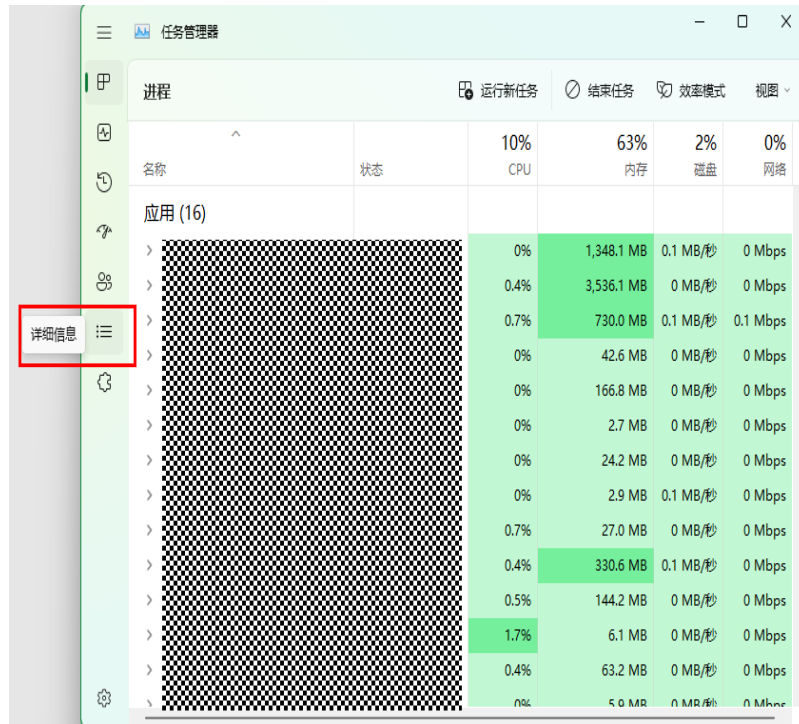 任务管理器
进程 运行新任务 结束任务 效率模式 视图
10% 63% 2% 0%
名称 状态 CPU 内存 磁盘 网络
应用 (16)
0% 1,348.1 MB 0.1 MB/秒 0 Mbps
0.4% 3,536.1 MB 0 MB/秒 0 Mbps
0.7% 730.0 MB 0.1 MB/秒 0.1 Mbps
详细信息
0% 42.6 MB 0 MB/秒 0 Mbps
0% 166.8 MB 0 MB/秒 0 Mbps
0% 2.7 MB 0 MB/秒 0 Mbps
0% 24.2 MB 0 MB/秒 0 Mbps
0% 2.9 MB 0.1 MB/秒 0 Mbps
0.7% 27.0 MB 0 MB/秒 0 Mbps
0.4% 330.6 MB 0.1 MB/秒 0 Mbps
0.5% 144.2 MB 0 MB/秒 0 Mbps
1.7% 6.1 MB 0 MB/秒 0 Mbps
0.4% 63.2 MB 0 MB/秒 0 Mbps
0% 5.9 MB 0 MB/秒 0 Mbps